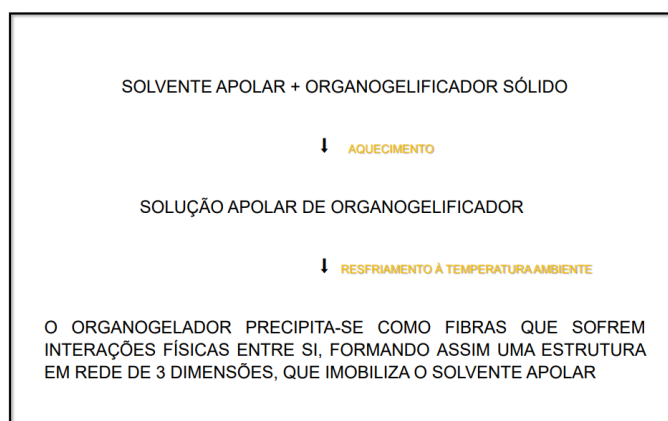 SOLVENTE APOLAR + ORGANOGELIFICADOR SÓLIDO
AQUECIMENTO
SOLUÇÃO APOLAR DE ORGANOGELIFICADOR
RESFRIAMENTO À TEMPERATURA AMBIENTE
O ORGANOGELADOR PRECIPITA-SE COMO FIBRAS QUE SOFREM
INTERAÇÕES FÍSICAS ENTRE SI, FORMANDO ASSIM UMA ESTRUTURA
EM REDE DE 3 DIMENSÕES, QUE IMOBILIZA O SOLVENTE APOLAR